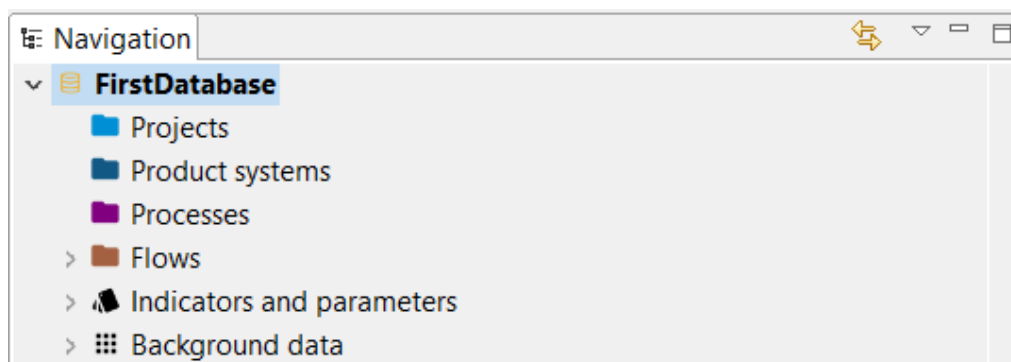 Navigation
FirstDatabase
Projects
Product systems
Processes
Flows
Indicators and parameters
Background data